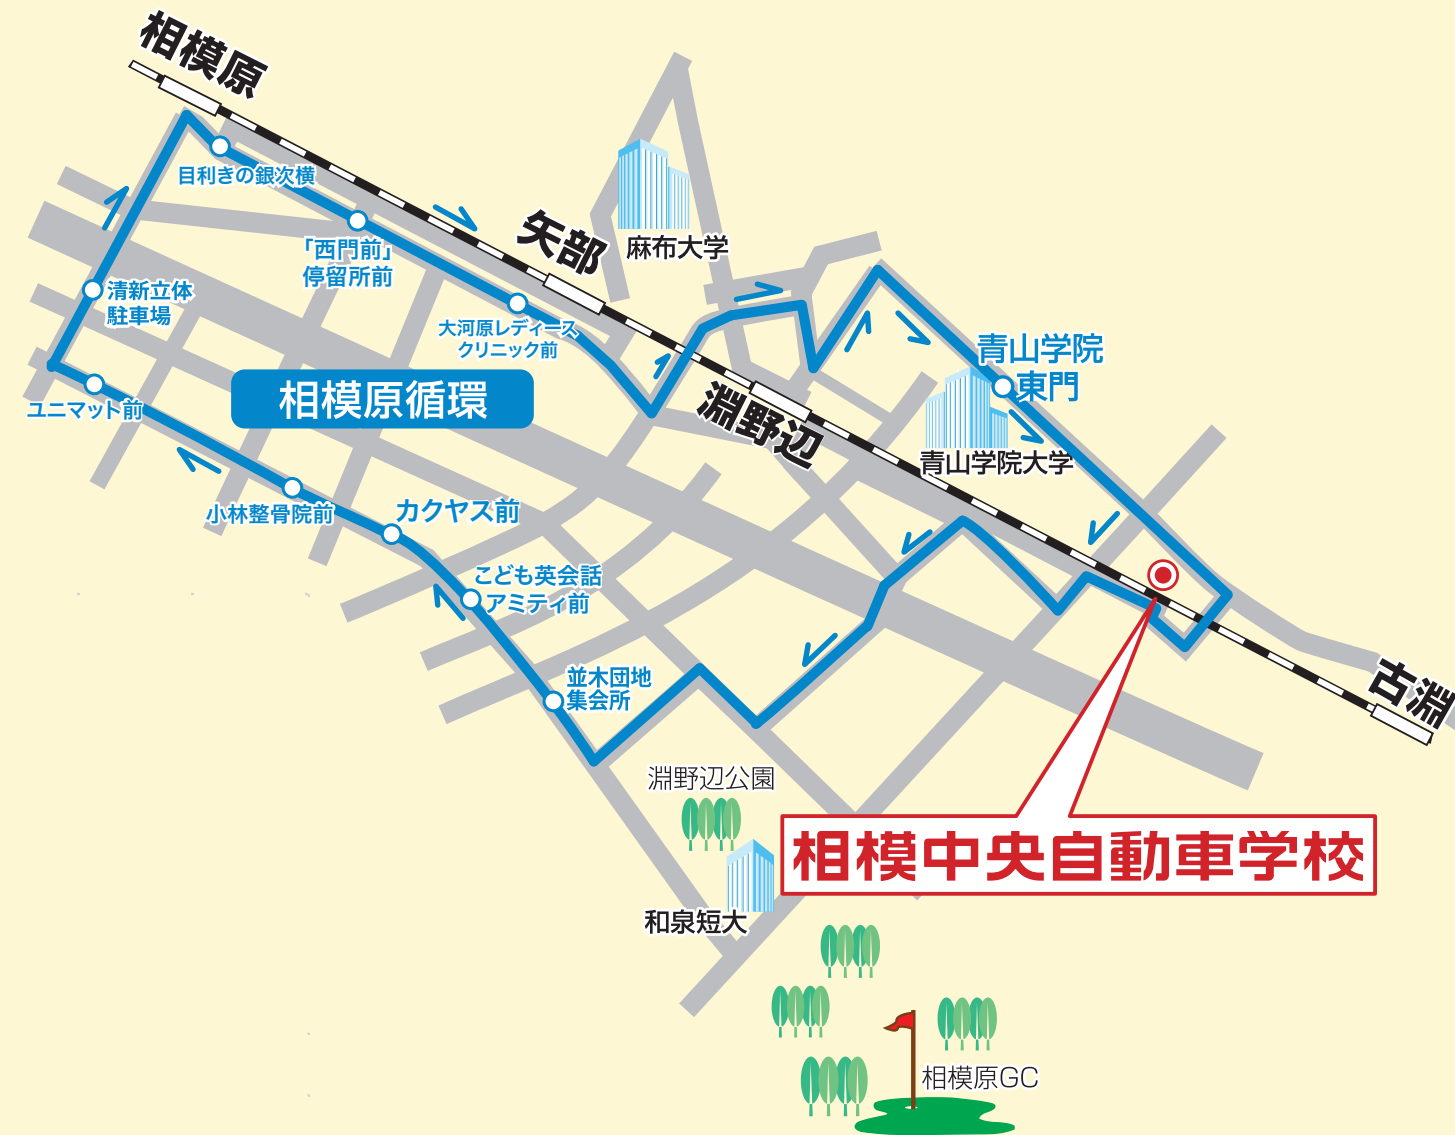 相模原
目利きの銀次横
「西門前」
停留所前
矢部
麻布大学
清新立体
駐車場
大河原レディース
クリニック前
青山学院
東門
相模原循環
ユニマット前
淵野辺
青山学院大学
小林整骨院前
カクヤス前
こども英会話
アミティ前
並木団地
集会所
古淵
淵野辺公園
相模中央自動車学校
和泉短大
相模原GC